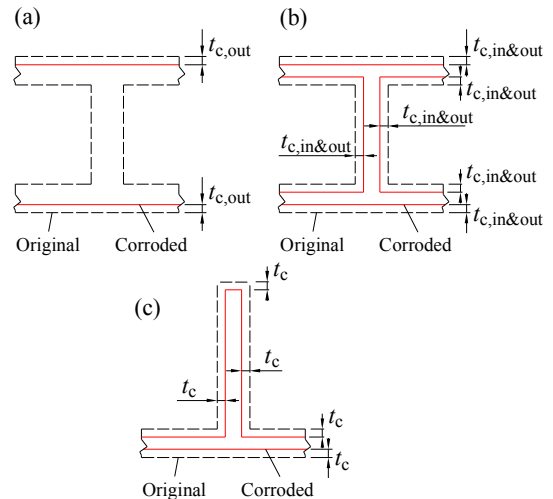 (a)
t_c,out
t_c,out
Original
Corroded
(b)
t_c,in&out
t_c,in&out
t_c,in&out
t_c,in&out
t_c,in&out
t_c,in&out
Original
Corroded
(c)
t_c
t_c
t_c
t_c
t_c
Original
Corroded